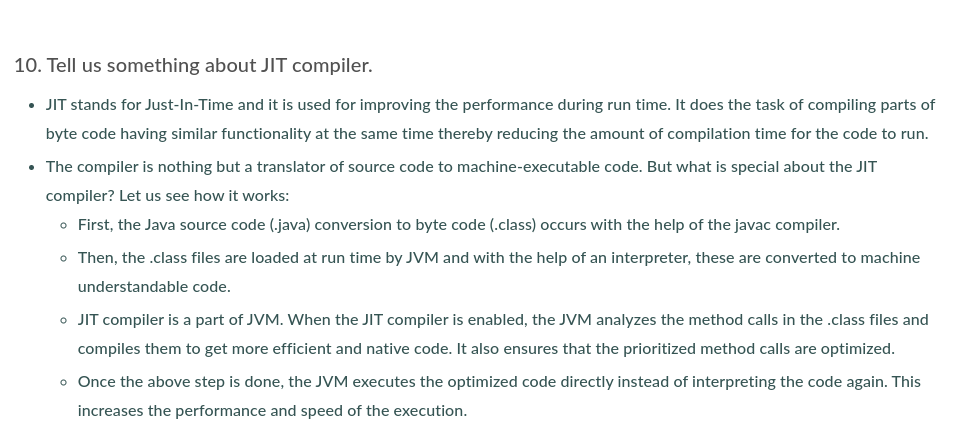 10. Tell us something about JIT compiler.
• JIT stands for Just-In-Time and it is used for improving the performance during run time. It does the task of compiling parts of
byte code having similar functionality at the same time thereby reducing the amount of compilation time for the code to run.
• The compiler is nothing but a translator of source code to machine-executable code. But what is special about the JIT
compiler? Let us see how it works:
◦ First, the Java source code (.java) conversion to byte code (.class) occurs with the help of the javac compiler.
◦ Then, the .class files are loaded at run time by JVM and with the help of an interpreter, these are converted to machine
understandable code.
◦ JIT compiler is a part of JVM. When the JIT compiler is enabled, the JVM analyzes the method calls in the .class files and
compiles them to get more efficient and native code. It also ensures that the prioritized method calls are optimized.
◦ Once the above step is done, the JVM executes the optimized code directly instead of interpreting the code again. This
increases the performance and speed of the execution.